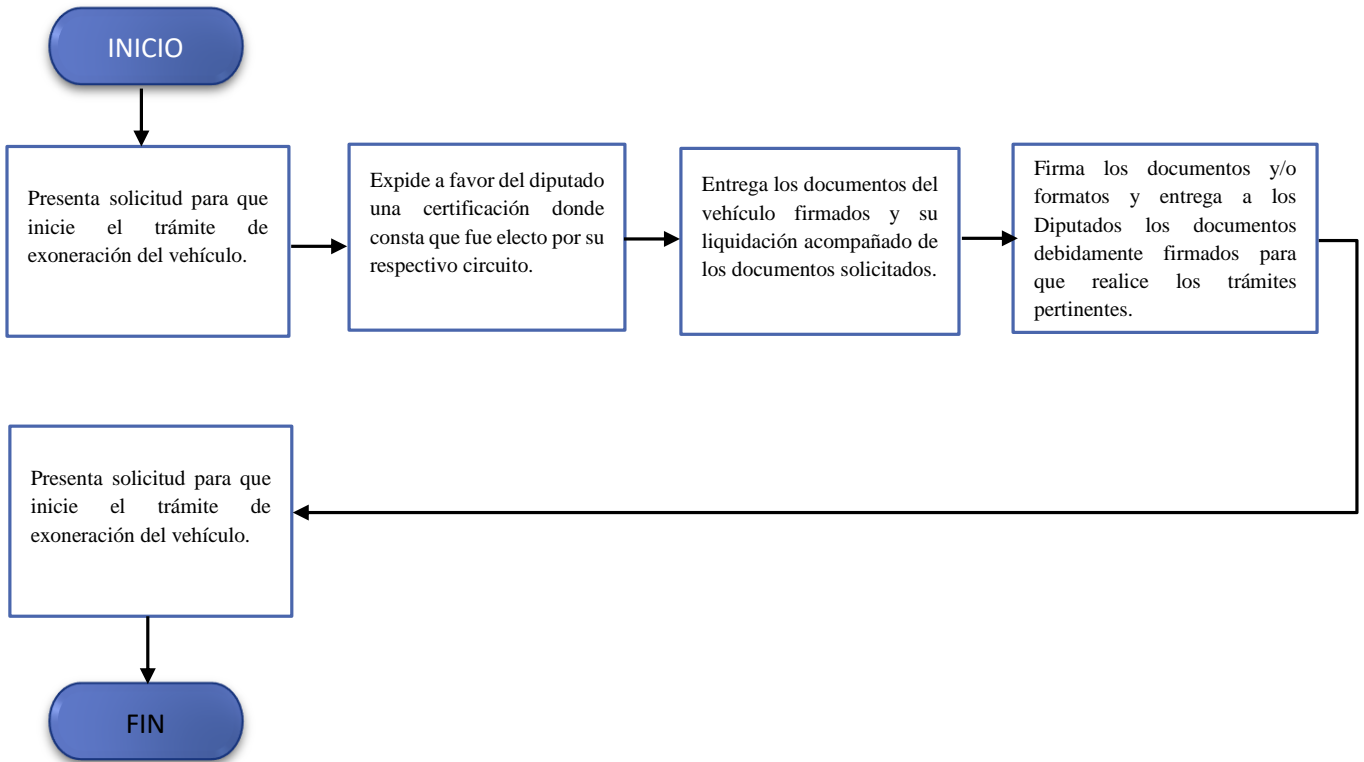 INICIO
Presenta solicitud para que
inicie el trámite de
exoneración del vehículo.
Expide a favor del diputado
una certificación donde
consta que fue electo por su
respectivo circuito.
Entrega los documentos del
vehículo firmados y su
liquidación acompañado de
los documentos solicitados.
Firma los documentos y/o
formatos y entrega a los
Diputados los documentos
debidamente firmados para
que realice los trámites
pertinentes.
Presenta solicitud para que
inicie el trámite de
exoneración del vehículo.
FIN